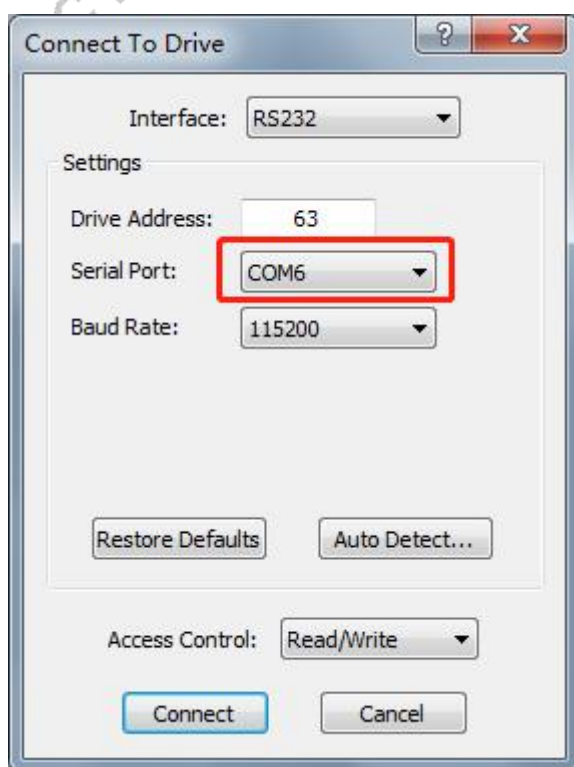 Connect To Drive
Interface: RS232
Settings
Drive Address: 63
Serial Port: COM6
Baud Rate: 115200
Restore Defaults Auto Detect...
Access Control: Read/Write
Connect Cancel